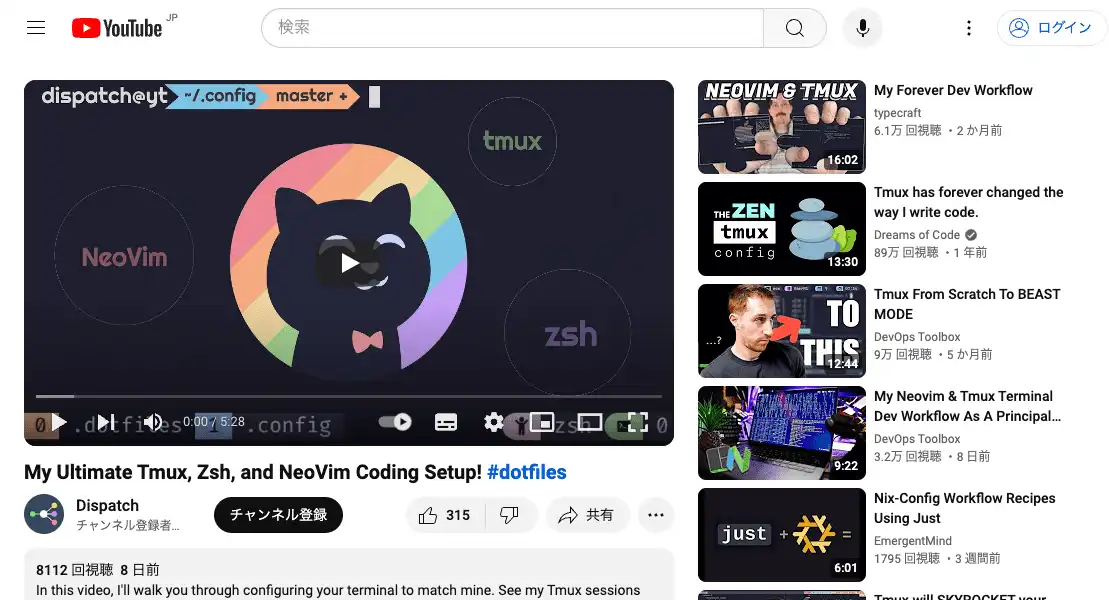 YouTube JP
検索
ログイン
dispatch@yt ~/.config master +
tmux
NeoVim
zsh
0:00 / 5:28
0 .dotfiles 1 .config zsh 0
My Ultimate Tmux, Zsh, and NeoVim Coding Setup! #dotfiles
Dispatch
チャンネル登録者...
チャンネル登録
315
共有
8112 回視聴 8 日前
In this video, I'll walk you through configuring your terminal to match mine. See my Tmux sessions
NEOVIM & TMUX
16:02
My Forever Dev Workflow
typecraft
6.1万 回視聴 ・2 か月前
THE ZEN
tmux
config
13:30
Tmux has forever changed the
way I write code.
Dreams of Code
89万 回視聴 ・1 年前
...?
TO
THIS
12:44
Tmux From Scratch To BEAST
MODE
DevOps Toolbox
9万 回視聴 ・5 か月前
9:22
My Neovim & Tmux Terminal
Dev Workflow As A Principal...
DevOps Toolbox
3.2万 回視聴 ・8 日前
just + =
6:01
Nix-Config Workflow Recipes
Using Just
EmergentMind
1795 回視聴 ・3 週間前
Tmux will SKYROCKET your